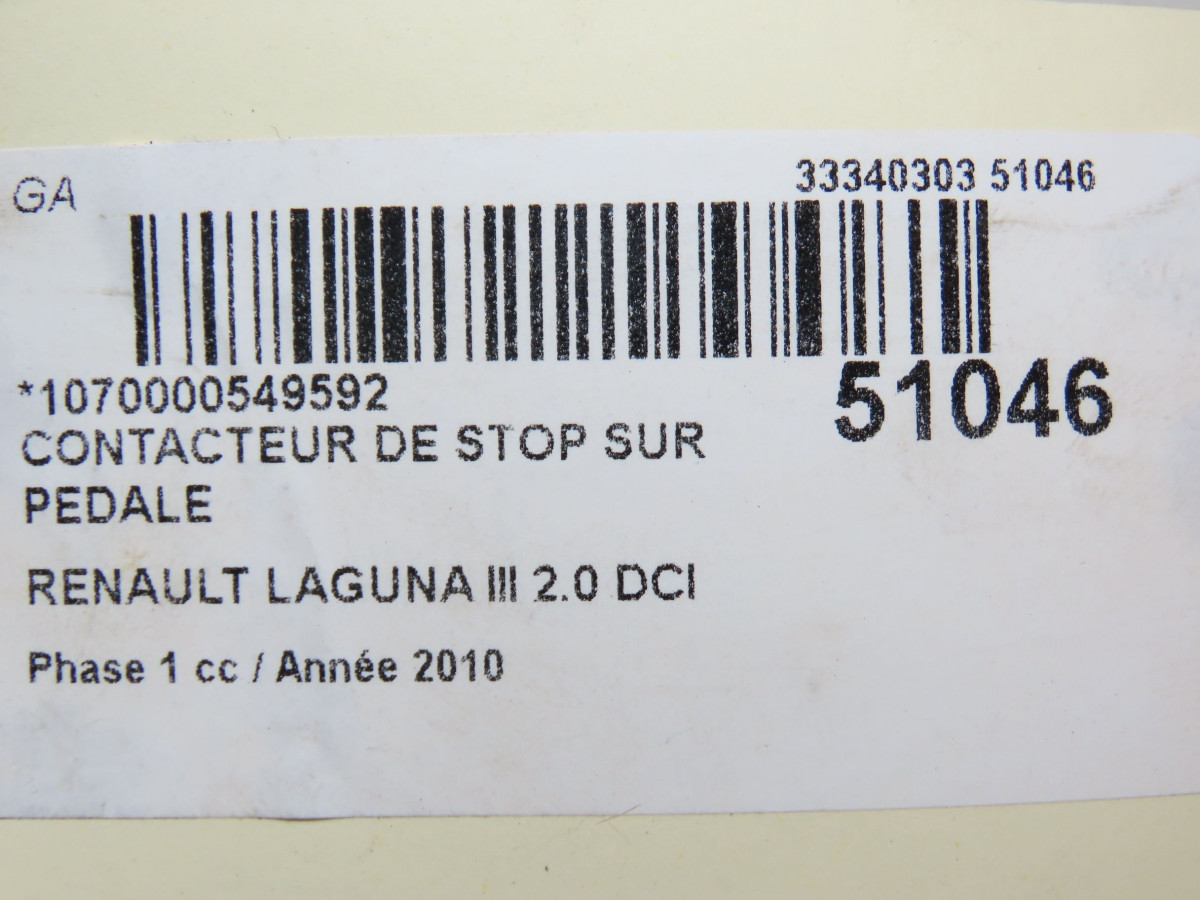 GA
33340303 51046
*1070000549592
51046
CONTACTEUR DE STOP SUR
PEDALE
RENAULT LAGUNA III 2.0 DCI
Phase 1 cc / Année 2010